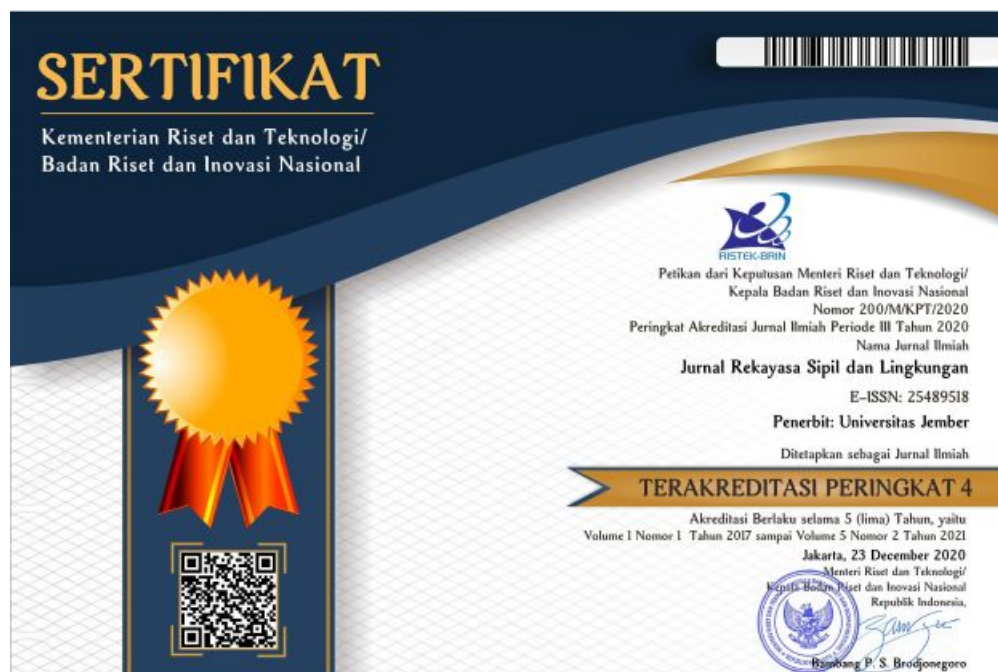 SERTIFIKAT
Kementerian Riset dan Teknologi/
Badan Riset dan Inovasi Nasional
RISTEK-BRIN
Petikan dari Keputusan Menteri Riset dan Teknologi/
Kepala Badan Riset dan Inovasi Nasional
Nomor 200/M/KPT/2020
Peringkat Akreditasi Jurnal Ilmiah Periode III Tahun 2020
Nama Jurnal Ilmiah
Jurnal Rekayasa Sipil dan Lingkungan
E-ISSN: 25489518
Penerbit: Universitas Jember
Ditetapkan sebagai Jurnal Ilmiah
TERAKREDITASI PERINGKAT 4
Akreditasi Berlaku selama 5 (lima) Tahun, yaitu
Volume 1 Nomor 1 Tahun 2017 sampai Volume 5 Nomor 2 Tahun 2021
Jakarta, 23 December 2020
Menteri Riset dan Teknologi/
Kepala Badan Riset dan Inovasi Nasional
Republik Indonesia,
Bambang P. S. Brodjonegoro